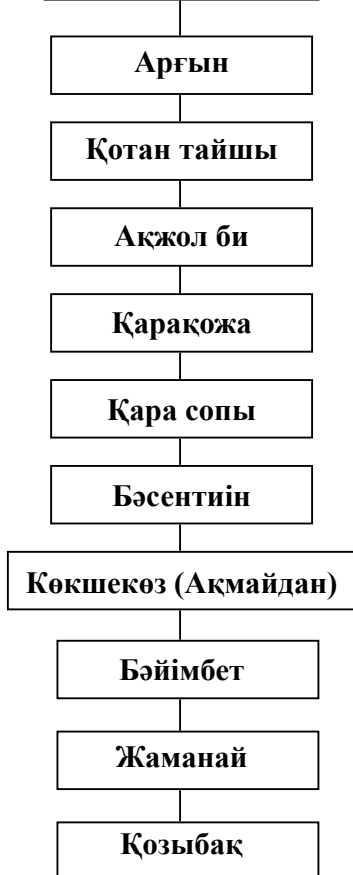 Арғын
Қотан тайшы
Ақжол би
Қарақожа
Қара сопы
Бәсентиін
Көкшекөз (Ақмайдан)
Бәйімбет
Жаманай
Қозыбақ